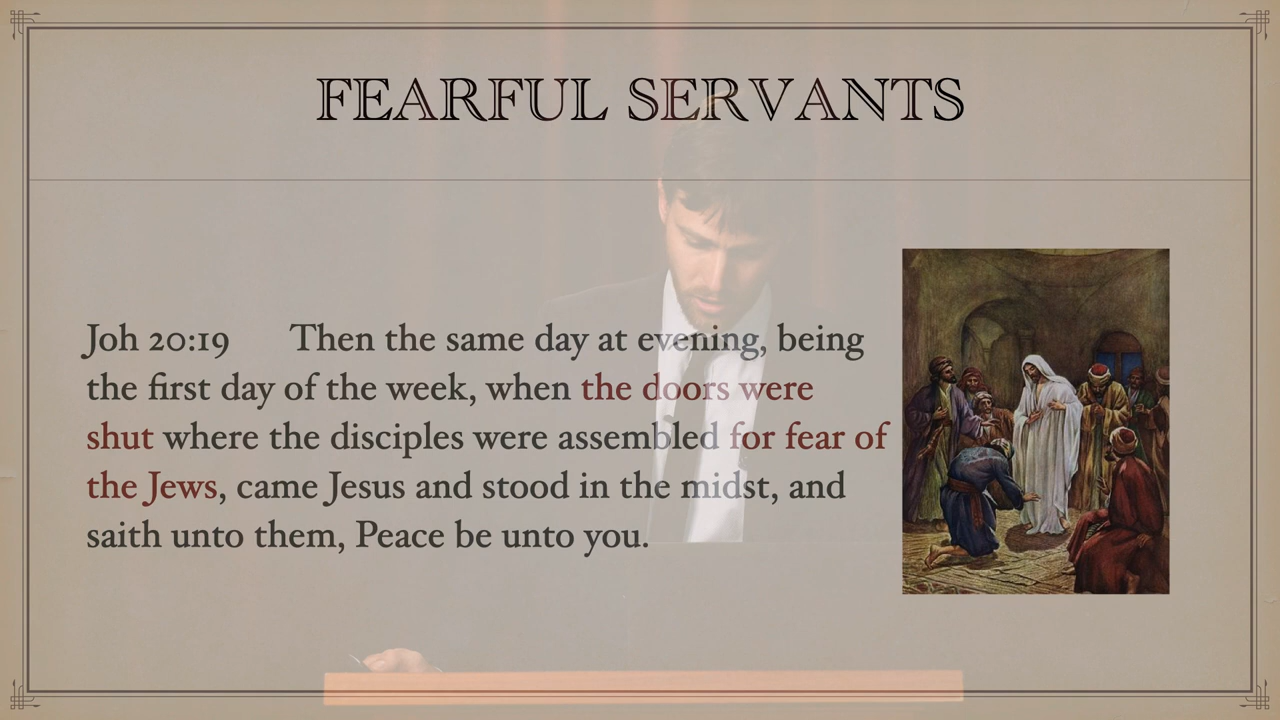 FEARFUL SERVANTS
Joh 20:19 Then the same day at evening, being
the first day of the week, when the doors were
shut where the disciples were assembled for fear of
the Jews, came Jesus and stood in the midst, and
saith unto them, Peace be unto you.